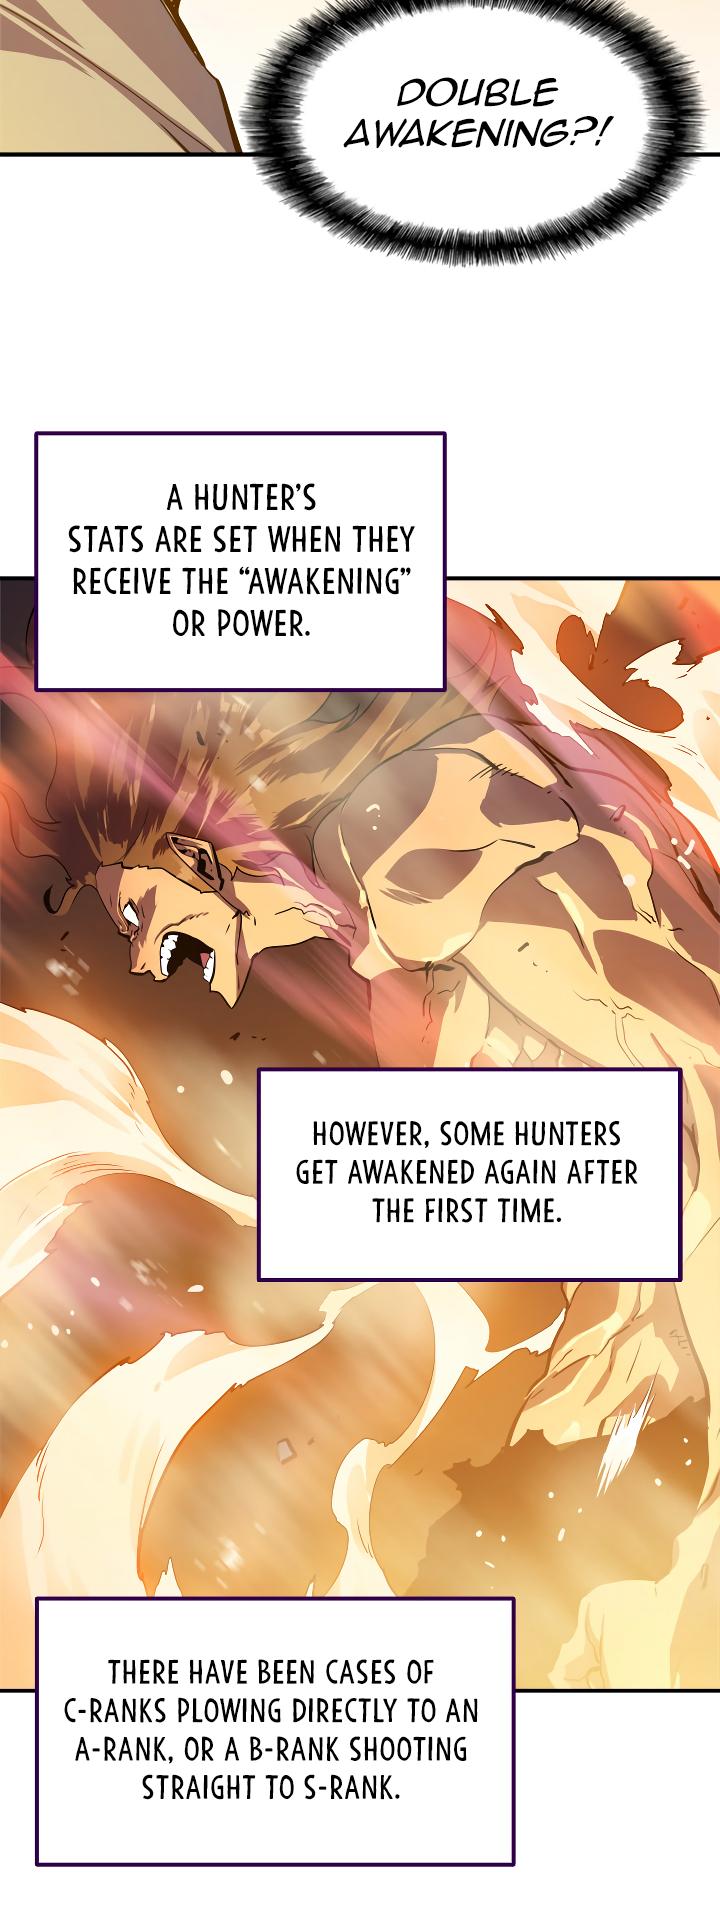 DOUBLE
AWAKENING?!
A HUNTER'S
STATS ARE SET WHEN THEY
RECEIVE THE “AWAKENING”
OR POWER.
HOWEVER, SOME HUNTERS
GET AWAKENED AGAIN AFTER
THE FIRST TIME.
THERE HAVE BEEN CASES OF
C-RANKS PLOWING DIRECTLY TO AN
A-RANK, OR A B-RANK SHOOTING
STRAIGHT TO S-RANK.